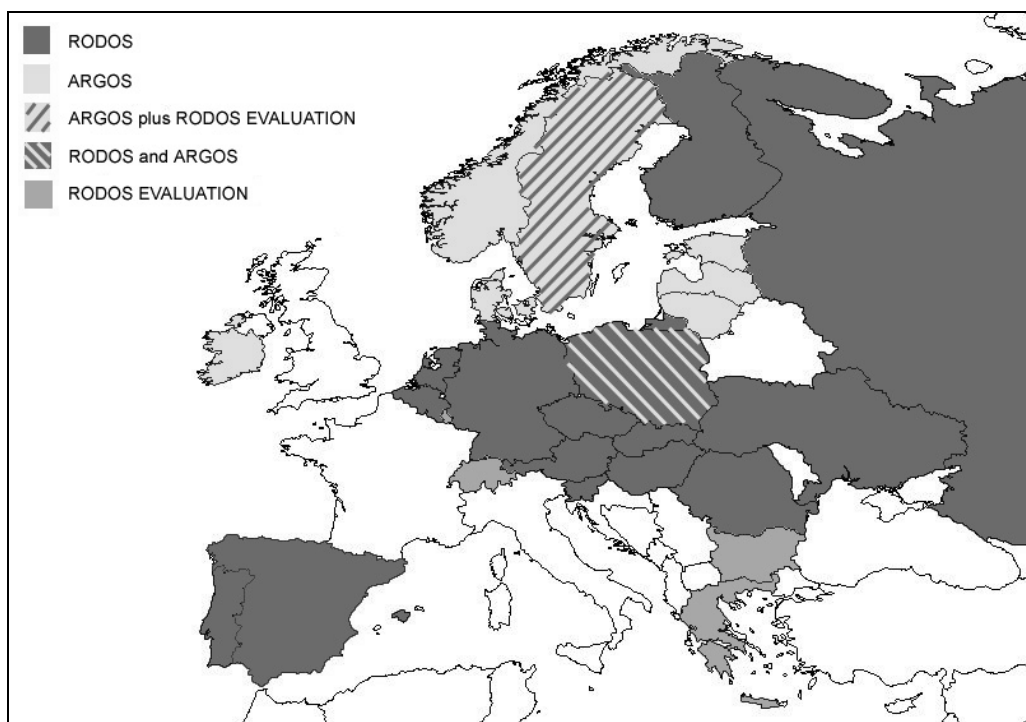 RODOS
ARGOS
ARGOS plus RODOS EVALUATION
RODOS and ARGOS
RODOS EVALUATION